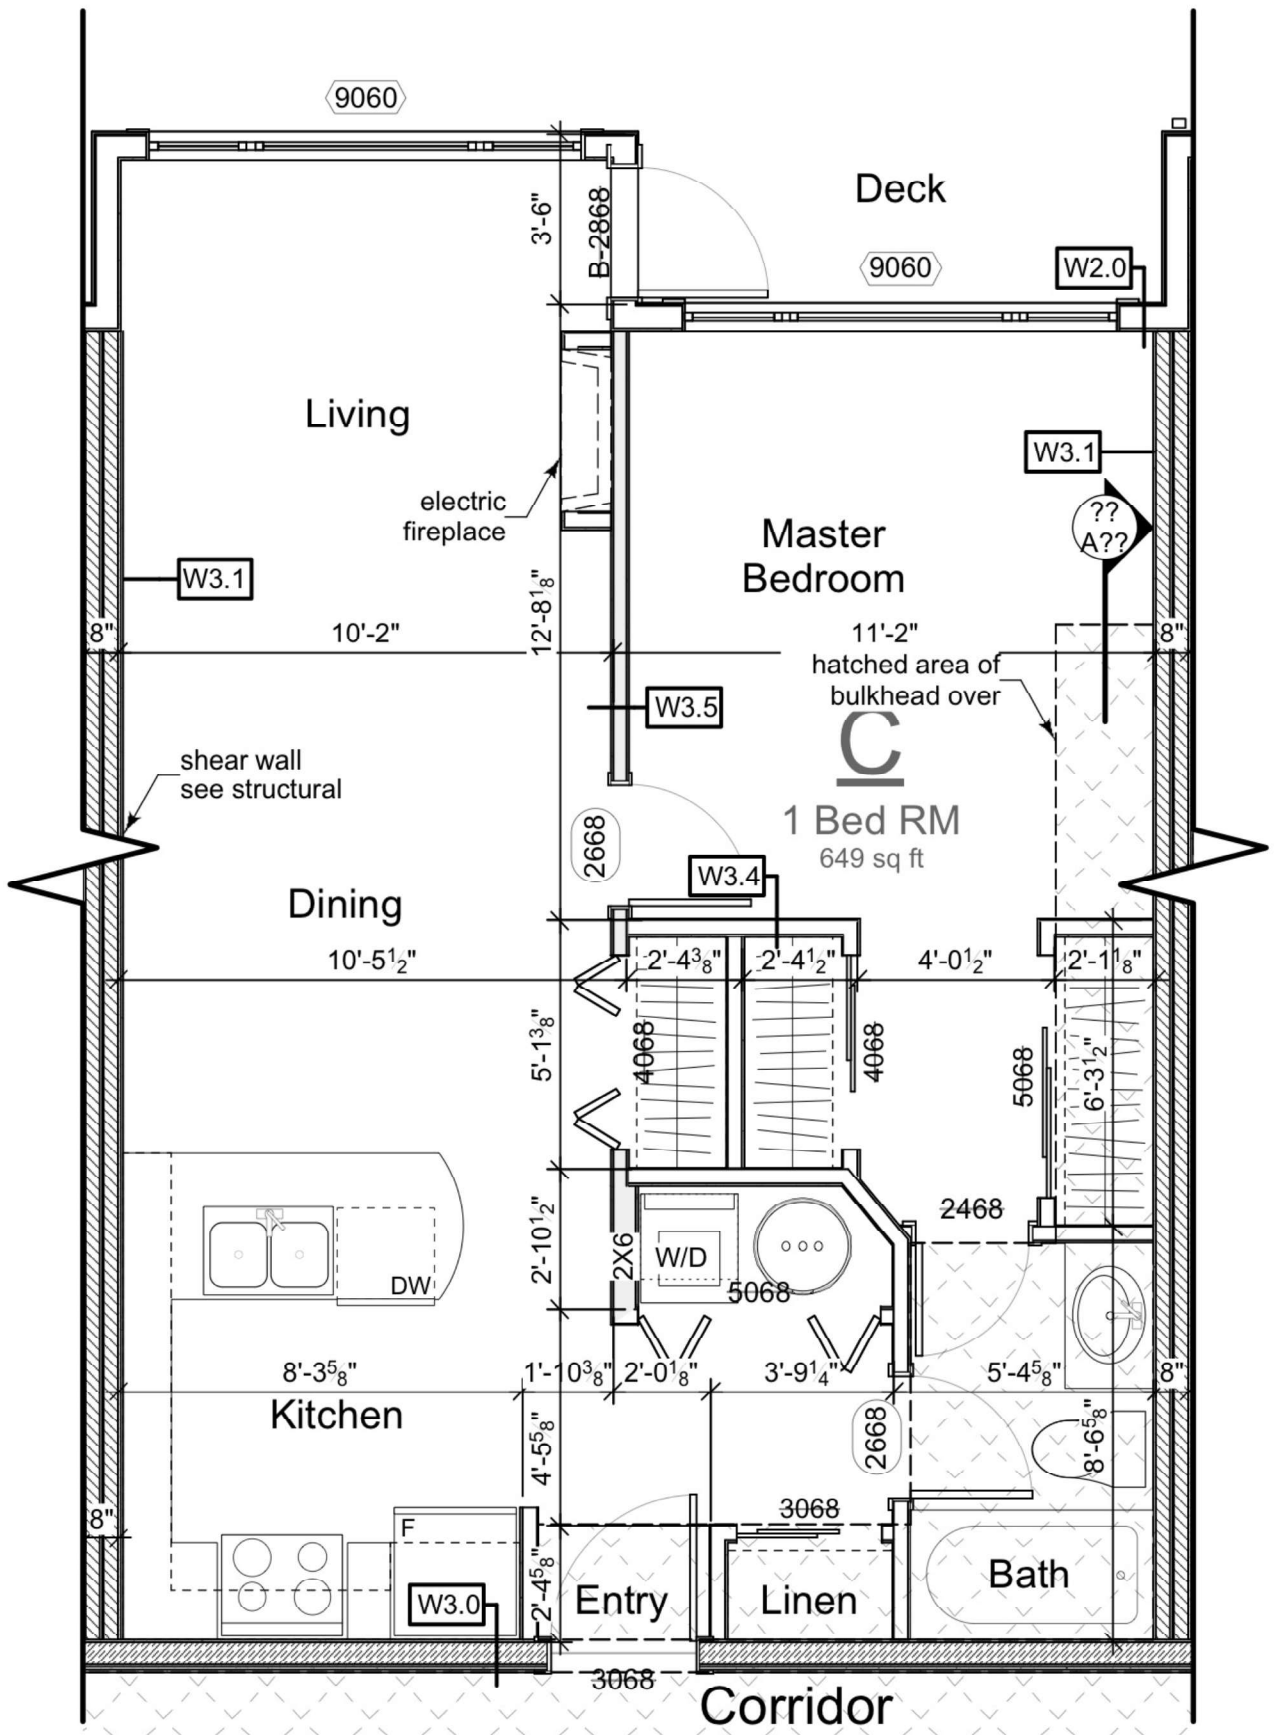 9060
Deck
3'-6"
B-2868
9060
W2.0
Living
W3.1
electric
fireplace
Master
Bedroom
??
A??
W3.1
12'-8⅛"
8"
10'-2"
11'-2"
8"
hatched area of
bulkhead over
W3.5
C
shear wall
see structural
1 Bed RM
649 sq ft
2668
W3.4
Dining
10'-5½"
2'-4⅜"
2'-4½"
4'-0½"
2'-1⅛"
5'-1⅜"
4068
4068
5068
6'-3½"
2468
2'-10½"
2X6
W/D
5068
DW
8'-3⅝"
1'-10⅜"
2'-0⅛"
3'-9¼"
5'-4⅝"
8"
Kitchen
4'-5⅝"
2668
8'-6⅝"
8"
F
3068
2'-4⅝"
Entry
Linen
Bath
W3.0
3068
Corridor